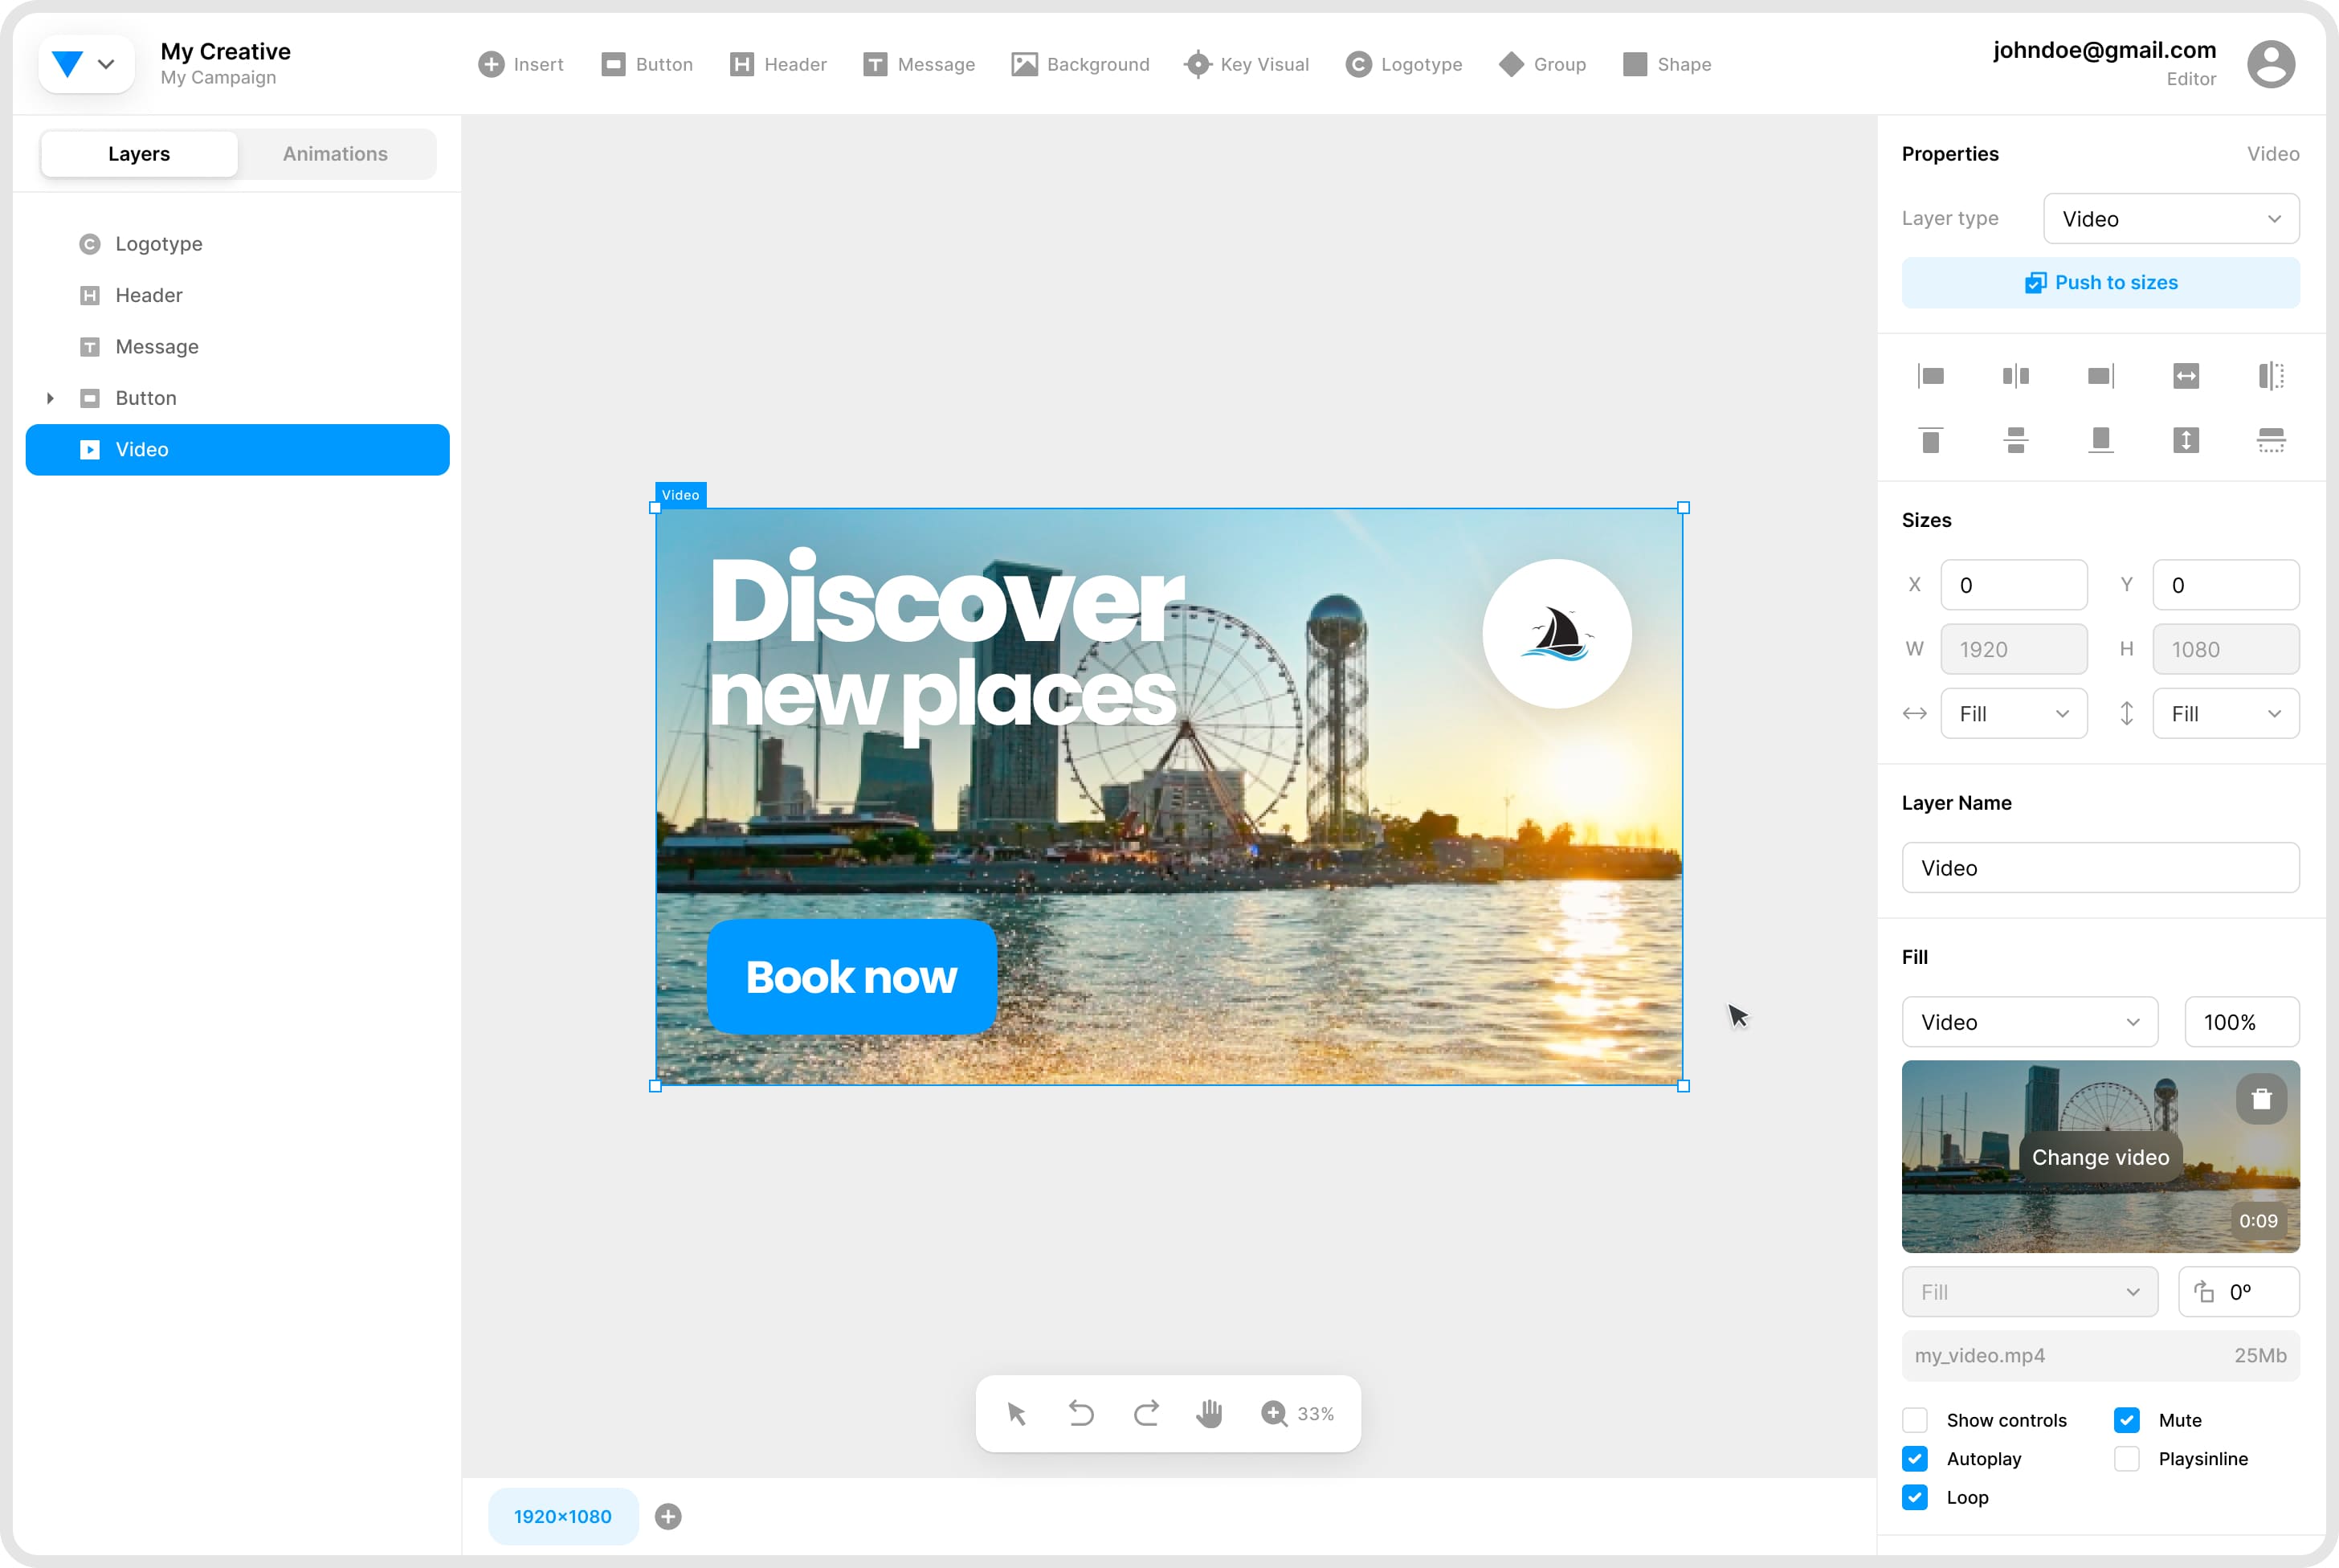 My Creative
My Campaign
Insert
Button
Header
Message
Background
Key Visual
Logotype
Group
Shape
johndoe@gmail.com
Editor
Layers
Animations
Logotype
Header
Message
Button
Video
Video
Discover
new places
Book now
33%
1920×1080
Properties
Video
Layer type
Video
Push to sizes
Sizes
X
0
Y
0
W
1920
H
1080
Fill
Fill
Layer Name
Video
Fill
Video
100%
Change video
0:09
Fill
0º
my_video.mp4
25Mb
Show controls
Mute
Autoplay
Playsinline
Loop